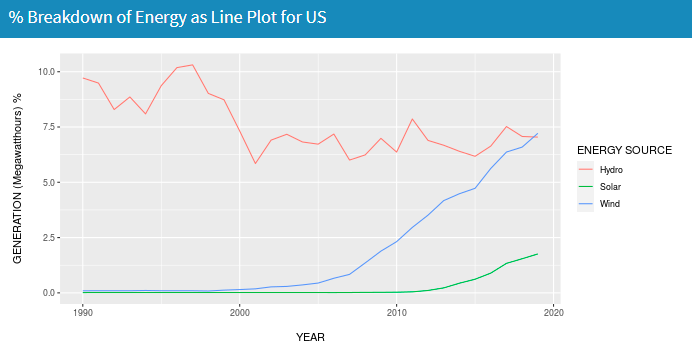 % Breakdown of Energy as Line Plot for US
GENERATION (Megawatthours) %
10.0
7.5
5.0
2.5
0.0
1990
2000
2010
2020
YEAR
ENERGY SOURCE
Hydro
Solar
Wind